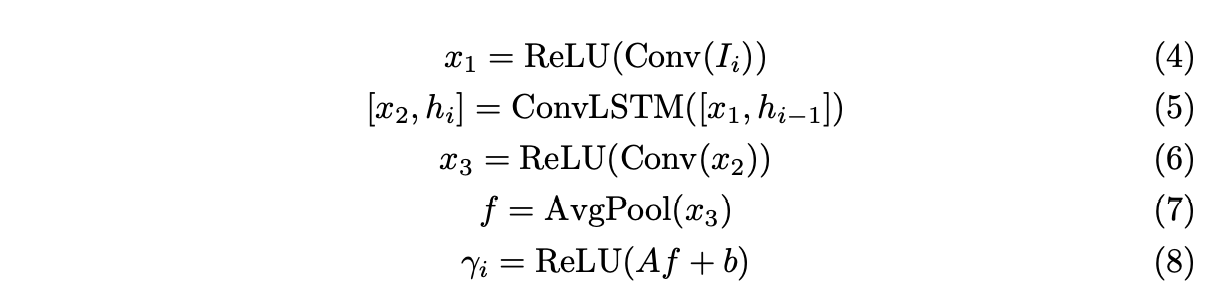 x₁ = ReLU(Conv(Iᵢ)) (4)
[x₂, hᵢ] = ConvLSTM([x₁, hᵢ₋₁]) (5)
x₃ = ReLU(Conv(x₂)) (6)
f = AvgPool(x₃) (7)
γᵢ = ReLU(Af + b) (8)